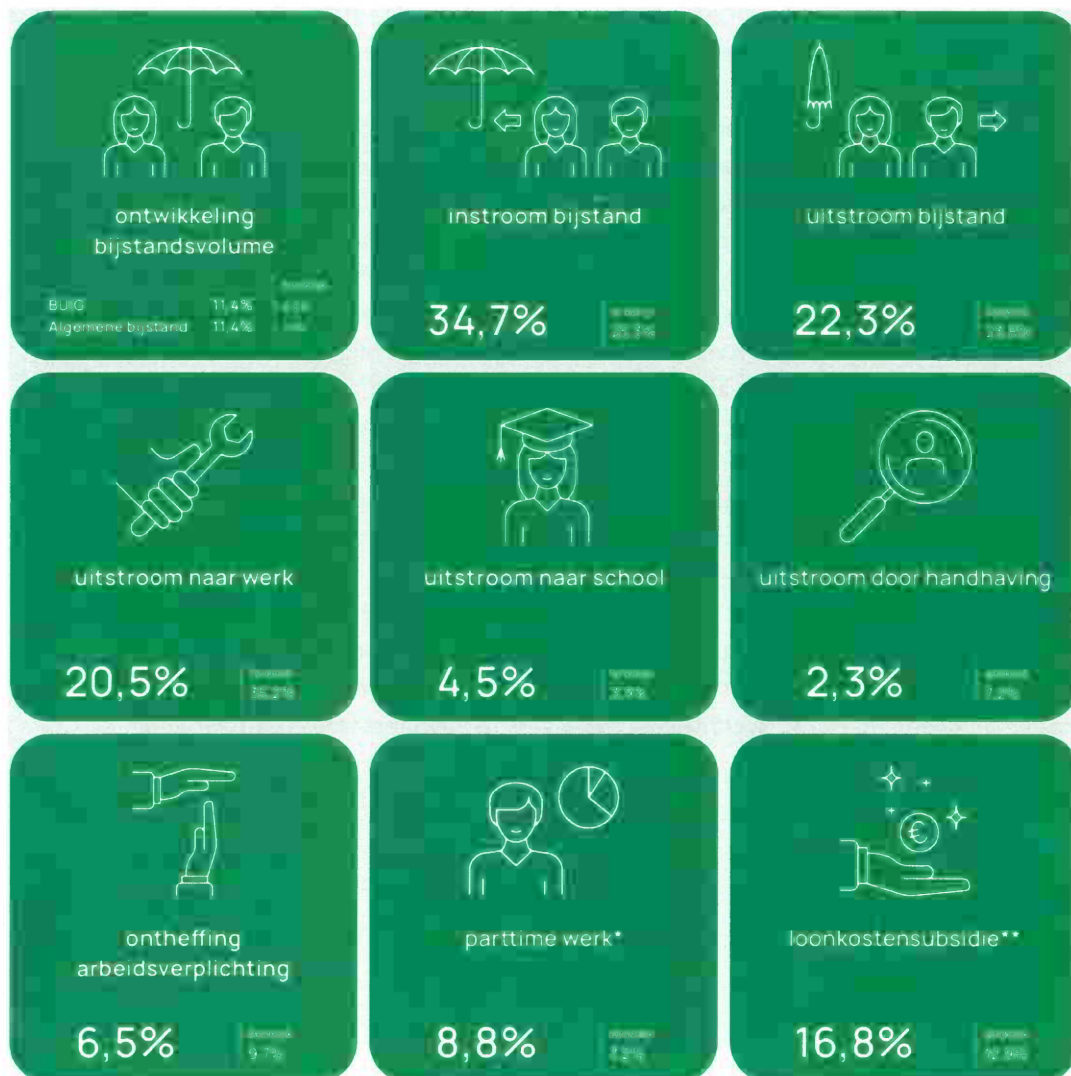 ontwikkeling
bijstandsvolume
BUIG 11,4%
Algemene bijstand 11,4%
instroom bijstand
34,7%
uitstroom bijstand
22,3%
uitstroom naar werk
20,5%
uitstroom naar school
4,5%
uitstroom door handhaving
2,3%
ontheffing
arbeidsverplichting
6,5%
9,7%
parttime werk*
8,8%
loonkostensubsidie**
16,8%